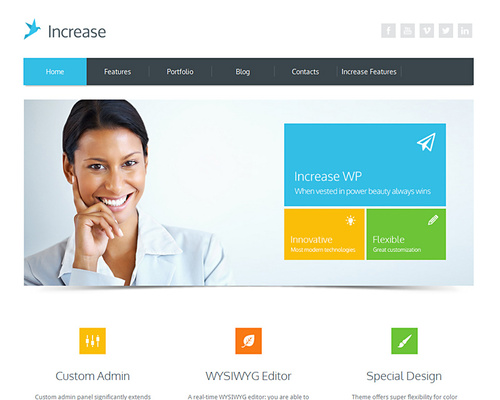 Increase
Home Features Portfolio Blog Contacts Increase Features
Increase WP
When vested in power beauty always wins
Innovative
Most modern technologies
Flexible
Great customization
Custom Admin
WYSIWYG Editor
Special Design
Custom admin panel significantly extends
A real-time WYSIWYG editor: you are able to
Theme offers super flexibility for color